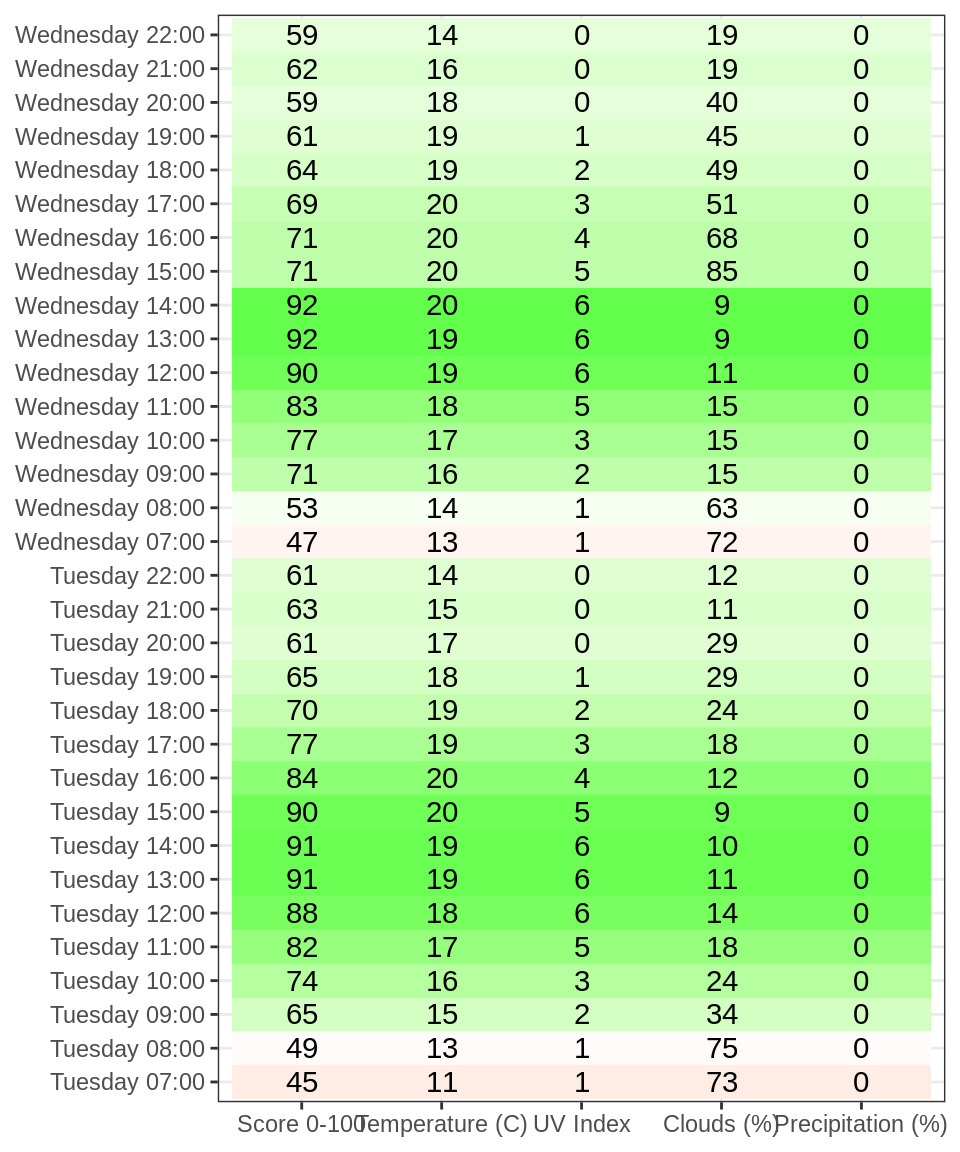 Wednesday 22:00 59 14 0 19 0
Wednesday 21:00 62 16 0 19 0
Wednesday 20:00 59 18 0 40 0
Wednesday 19:00 61 19 1 45 0
Wednesday 18:00 64 19 2 49 0
Wednesday 17:00 69 20 3 51 0
Wednesday 16:00 71 20 4 68 0
Wednesday 15:00 71 20 5 85 0
Wednesday 14:00 92 20 6 9 0
Wednesday 13:00 92 19 6 9 0
Wednesday 12:00 90 19 6 11 0
Wednesday 11:00 83 18 5 15 0
Wednesday 10:00 77 17 3 15 0
Wednesday 09:00 71 16 2 15 0
Wednesday 08:00 53 14 1 63 0
Wednesday 07:00 47 13 1 72 0
Tuesday 22:00 61 14 0 12 0
Tuesday 21:00 63 15 0 11 0
Tuesday 20:00 61 17 0 29 0
Tuesday 19:00 65 18 1 29 0
Tuesday 18:00 70 19 2 24 0
Tuesday 17:00 77 19 3 18 0
Tuesday 16:00 84 20 4 12 0
Tuesday 15:00 90 20 5 9 0
Tuesday 14:00 91 19 6 10 0
Tuesday 13:00 91 19 6 11 0
Tuesday 12:00 88 18 6 14 0
Tuesday 11:00 82 17 5 18 0
Tuesday 10:00 74 16 3 24 0
Tuesday 09:00 65 15 2 34 0
Tuesday 08:00 49 13 1 75 0
Tuesday 07:00 45 11 1 73 0
Score 0-100 Temperature (C) UV Index Clouds (%) Precipitation (%)